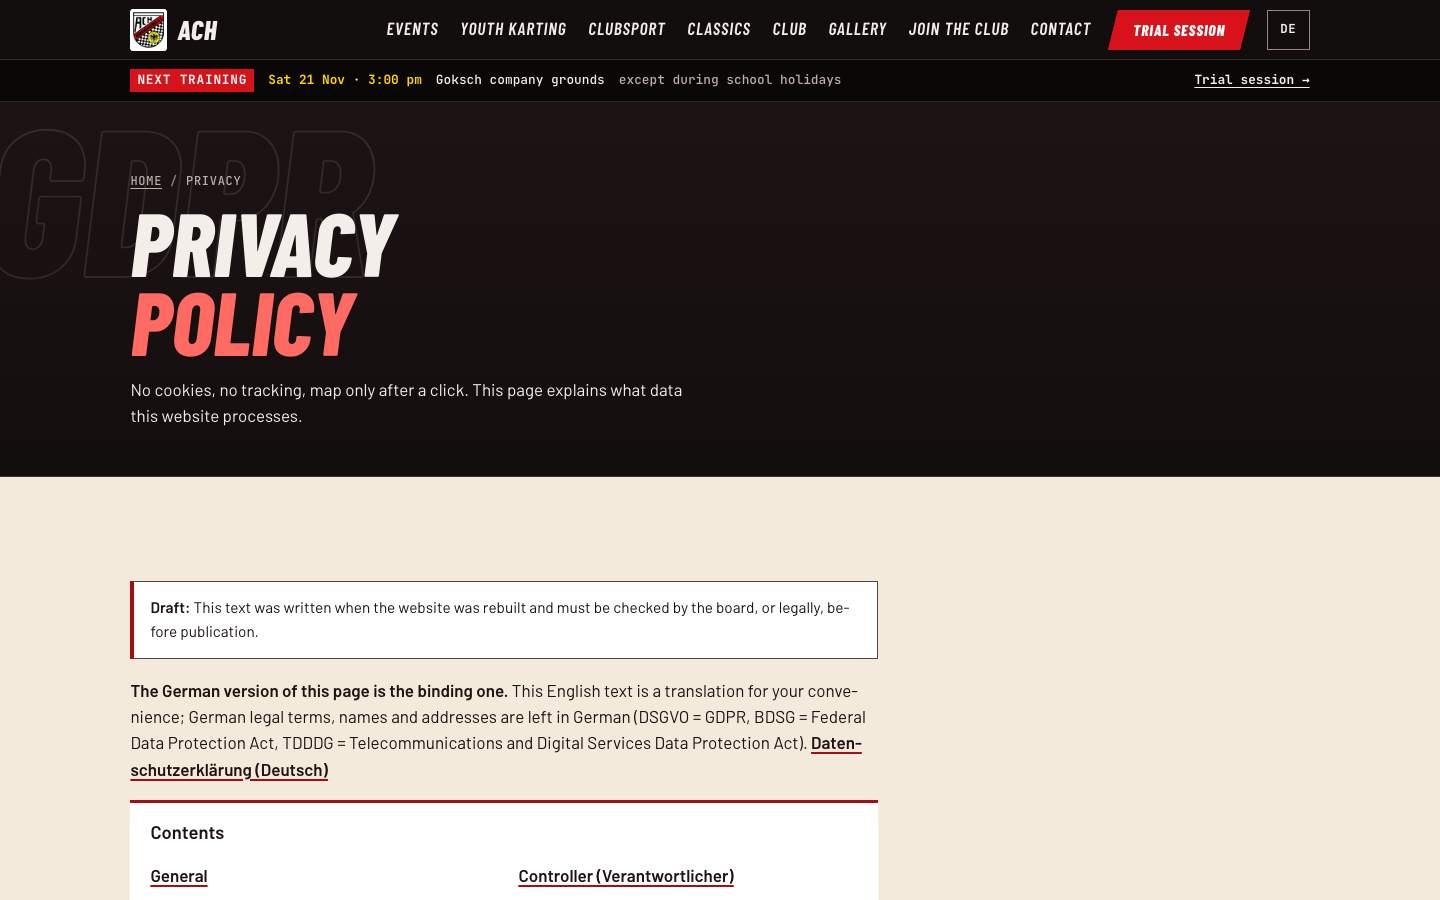 ACH
EVENTS YOUTH KARTING CLUBSPORT CLASSICS CLUB GALLERY JOIN THE CLUB CONTACT TRIAL SESSION DE
NEXT TRAINING Sat 21 Nov · 3:00 pm Goksch company grounds except during school holidays Trial session →
GDPR
HOME / PRIVACY
PRIVACY
POLICY
No cookies, no tracking, map only after a click. This page explains what data
this website processes.
Draft: This text was written when the website was rebuilt and must be checked by the board, or legally, be-
fore publication.
The German version of this page is the binding one. This English text is a translation for your conve-
nience; German legal terms, names and addresses are left in German (DSGVO = GDPR, BDSG = Federal
Data Protection Act, TDDDG = Telecommunications and Digital Services Data Protection Act). Daten-
schutzerklärung (Deutsch)
Contents
General Controller (Verantwortlicher)